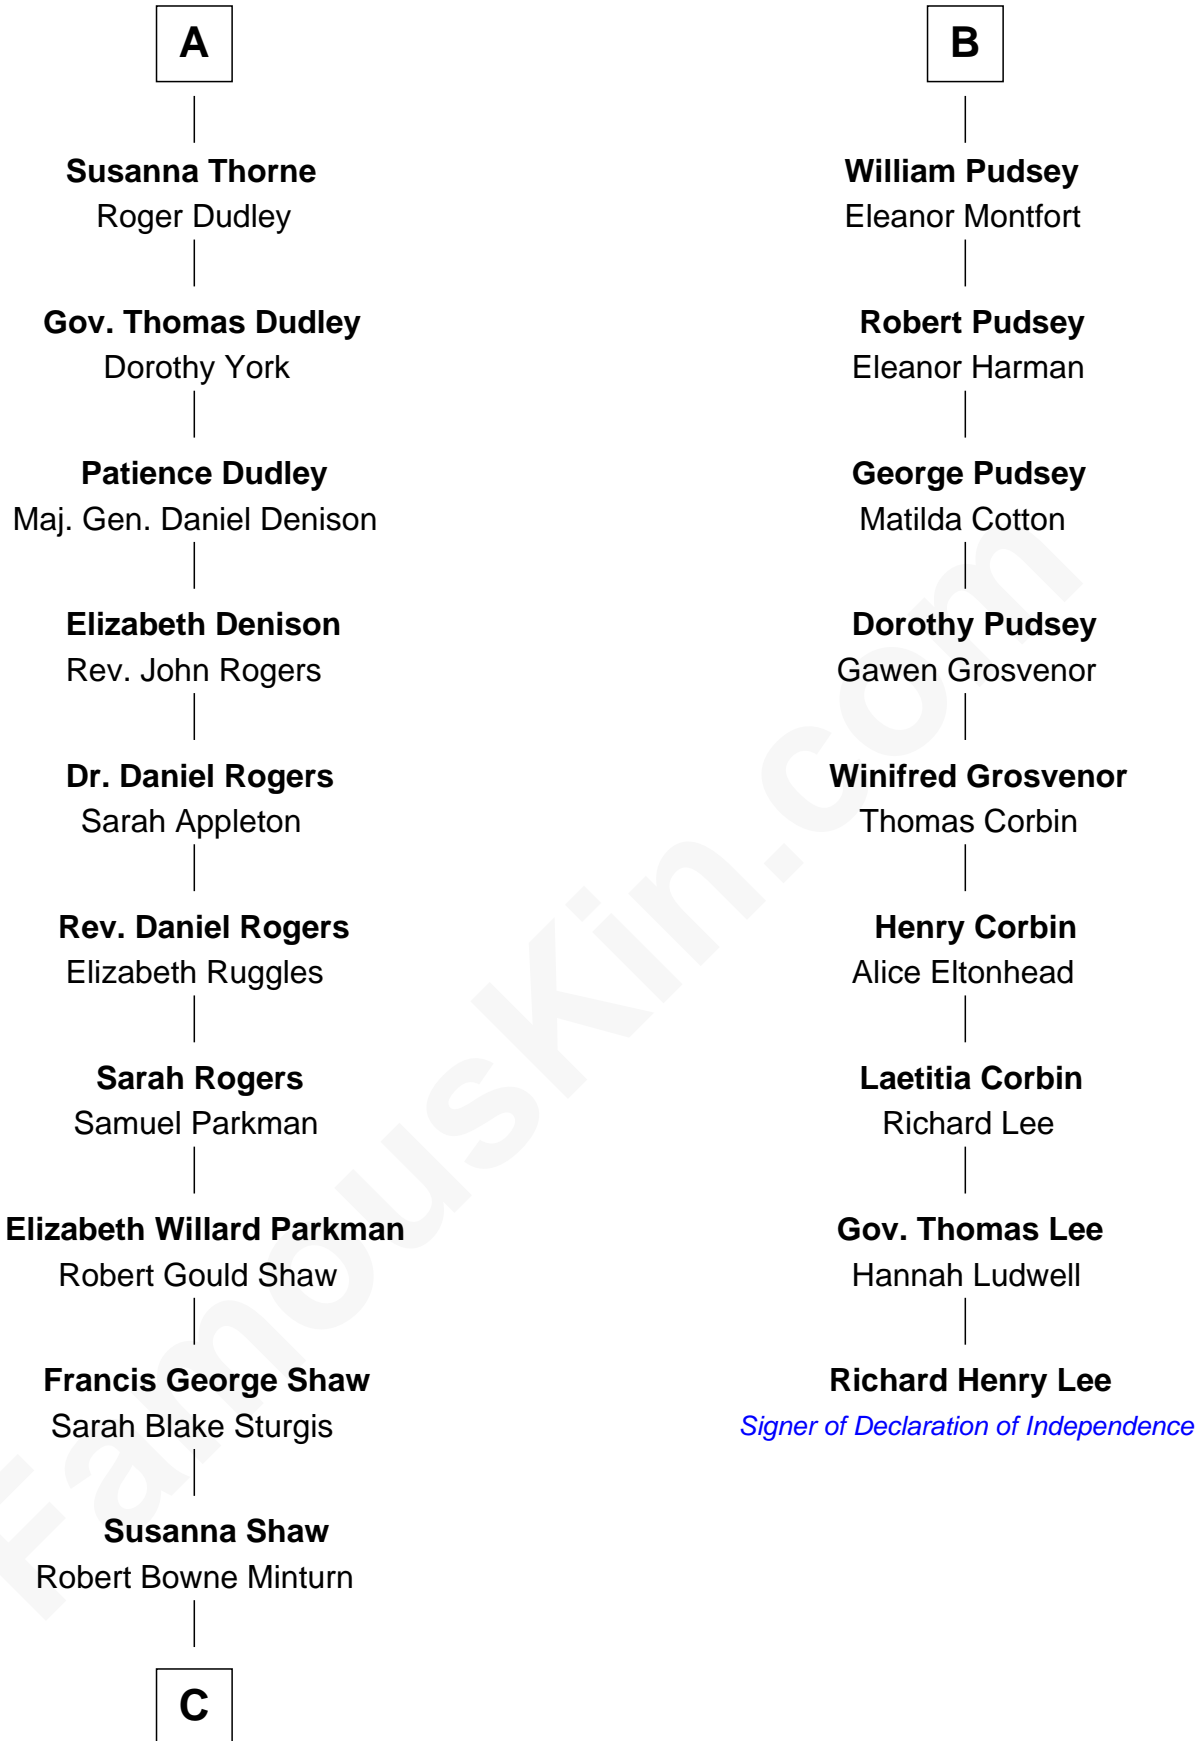 A
Susanna Thorne
Roger Dudley
Gov. Thomas Dudley
Dorothy York
Patience Dudley
Maj. Gen. Daniel Denison
Elizabeth Denison
Rev. John Rogers
Dr. Daniel Rogers
Sarah Appleton
Rev. Daniel Rogers
Elizabeth Ruggles
Sarah Rogers
Samuel Parkman
Elizabeth Willard Parkman
Robert Gould Shaw
Francis George Shaw
Sarah Blake Sturgis
Susanna Shaw
Robert Bowne Minturn
C
B
William Pudsey
Eleanor Montfort
Robert Pudsey
Eleanor Harman
George Pudsey
Matilda Cotton
Dorothy Pudsey
Gawen Grosvenor
Winifred Grosvenor
Thomas Corbin
Henry Corbin
Alice Eltonhead
Laetitia Corbin
Richard Lee
Gov. Thomas Lee
Hannah Ludwell
Richard Henry Lee
Signer of Declaration of Independence
FamousKin.com